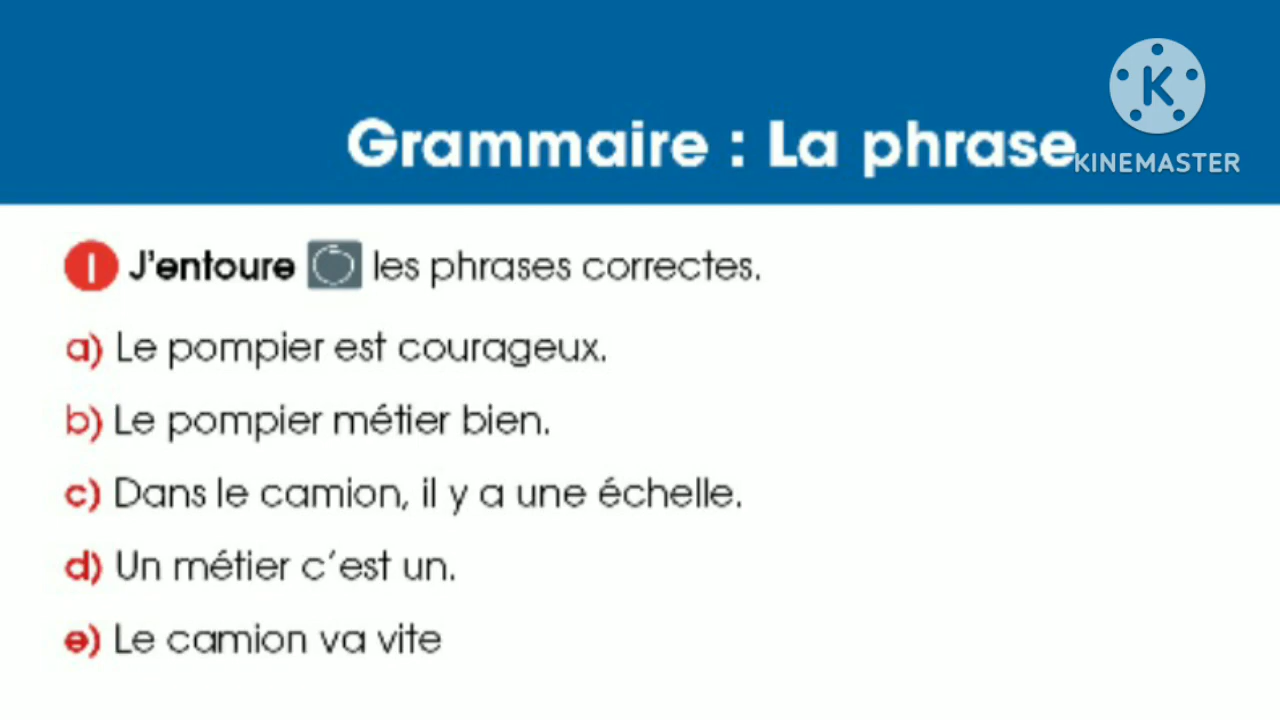 Grammaire : La phrase
K
KINEMASTER
1 J'entoure les phrases correctes.
a) Le pompier est courageux.
b) Le pompier métier bien.
c) Dans le camion, il y a une échelle.
d) Un métier c'est un.
e) Le camion va vite